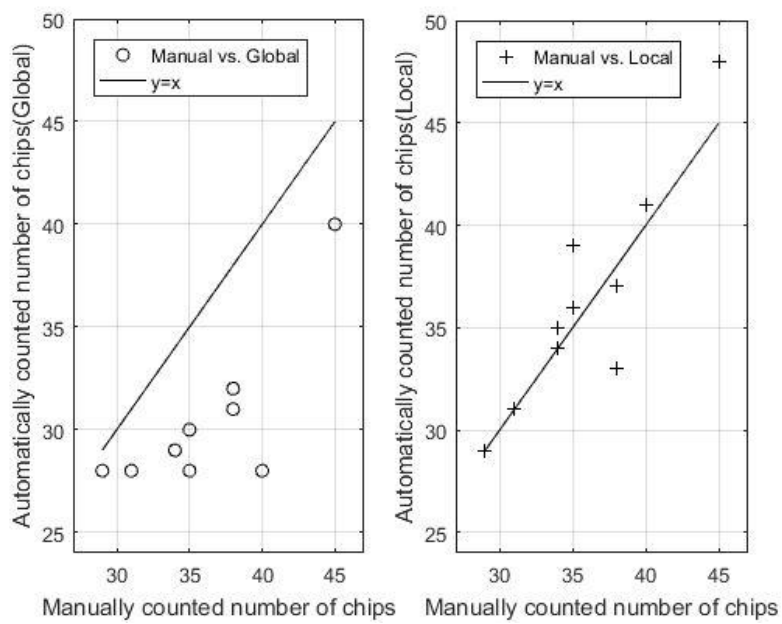 50
45
40
35
30
25
Automatically counted number of chips(Global)
Manual vs. Global
y=x
30
35
40
45
Manually counted number of chips
50
45
40
35
30
25
Automatically counted number of chips(Local)
Manual vs. Local
y=x
30
35
40
45
Manually counted number of chips